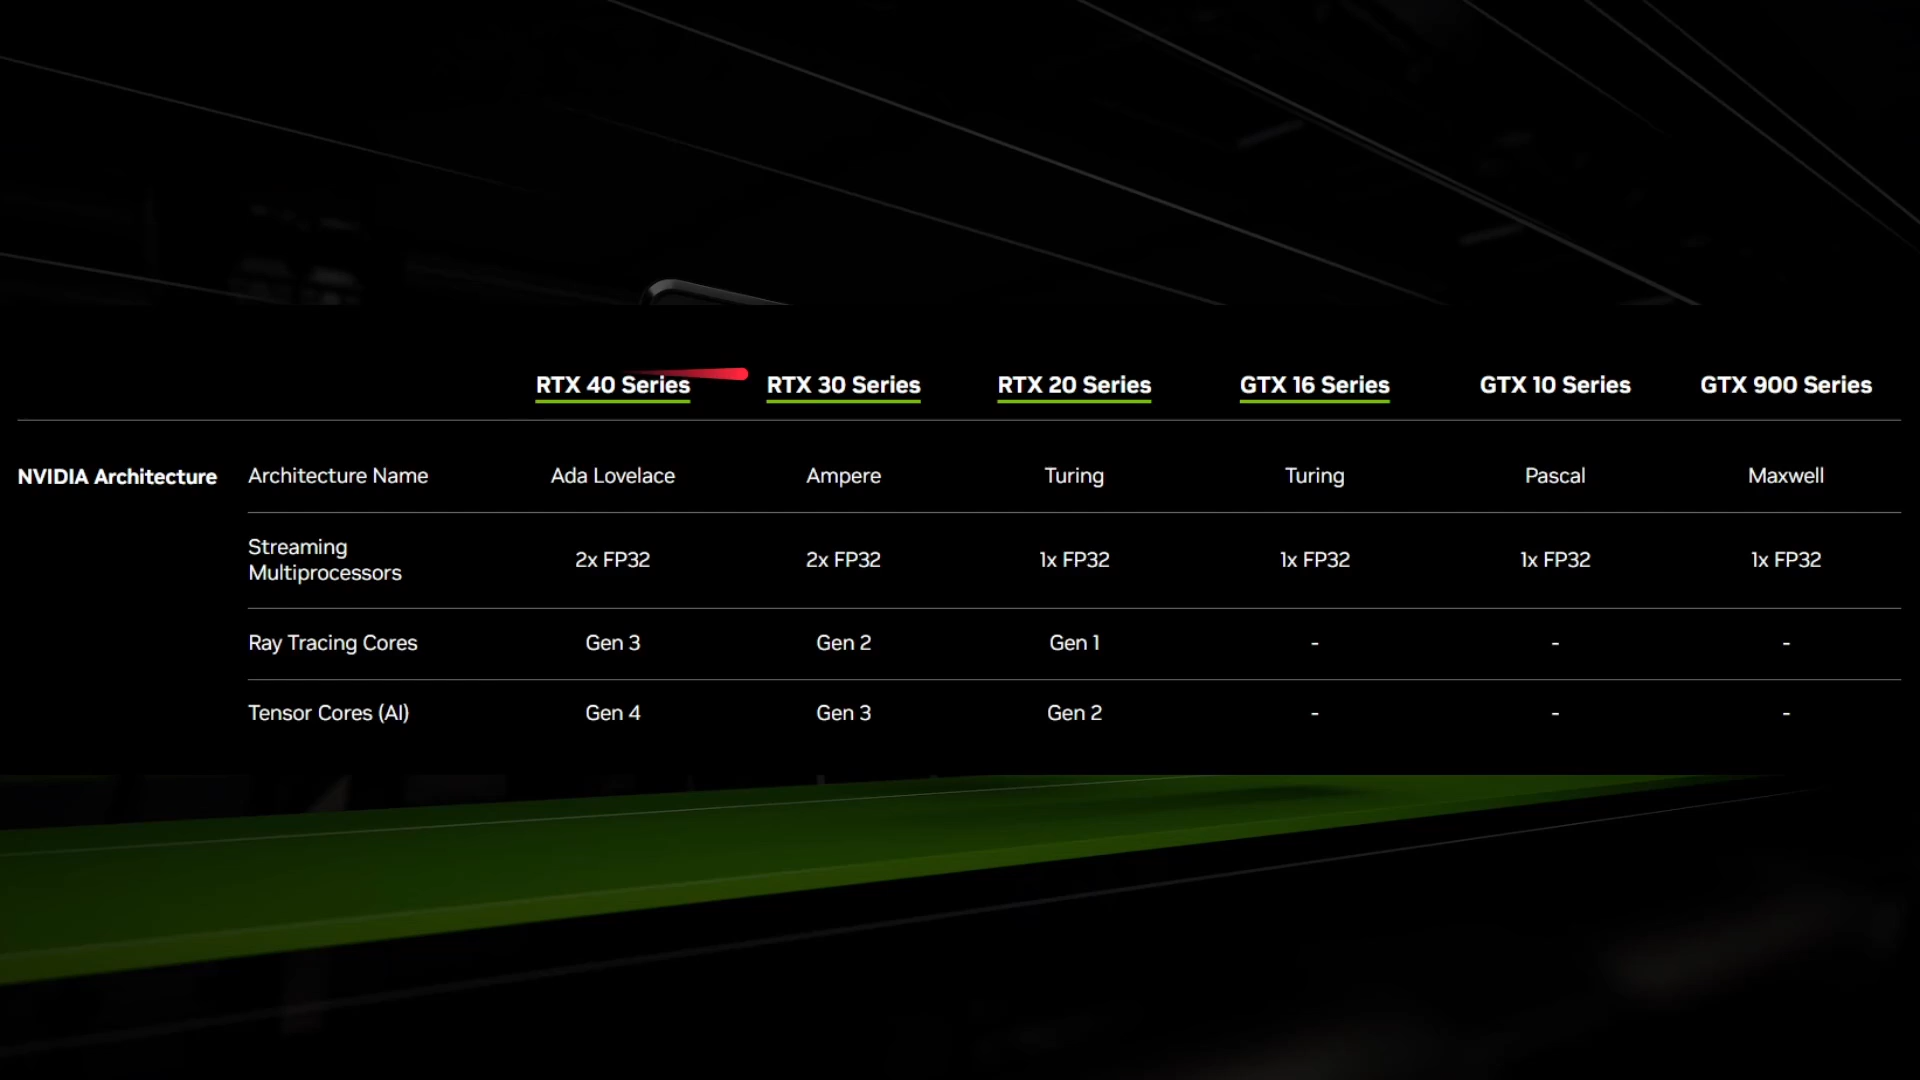 RTX 40 Series RTX 30 Series RTX 20 Series GTX 16 Series GTX 10 Series GTX 900 Series
NVIDIA Architecture Architecture Name Ada Lovelace Ampere Turing Turing Pascal Maxwell
Streaming
Multiprocessors 2x FP32 2x FP32 1x FP32 1x FP32 1x FP32 1x FP32
Ray Tracing Cores Gen 3 Gen 2 Gen 1 - - -
Tensor Cores (AI) Gen 4 Gen 3 Gen 2 - - -